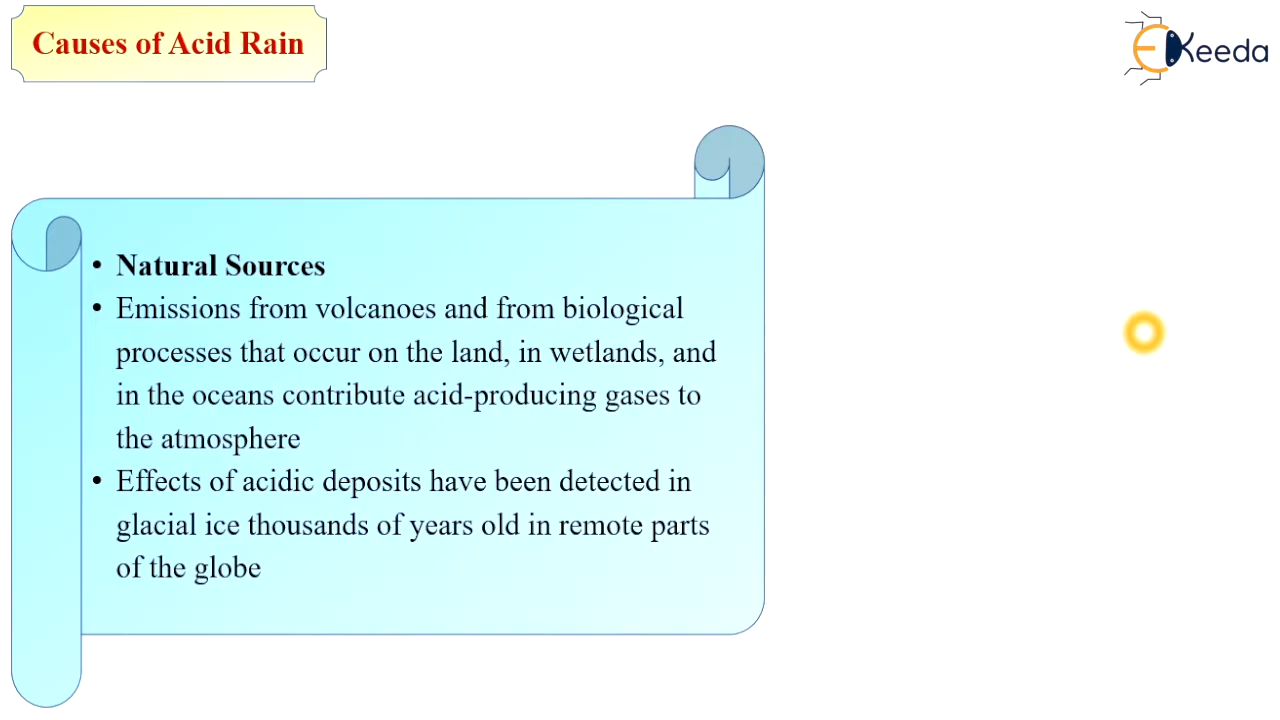 Causes of Acid Rain
EKeeda
• Natural Sources
• Emissions from volcanoes and from biological
processes that occur on the land, in wetlands, and
in the oceans contribute acid-producing gases to
the atmosphere
• Effects of acidic deposits have been detected in
glacial ice thousands of years old in remote parts
of the globe